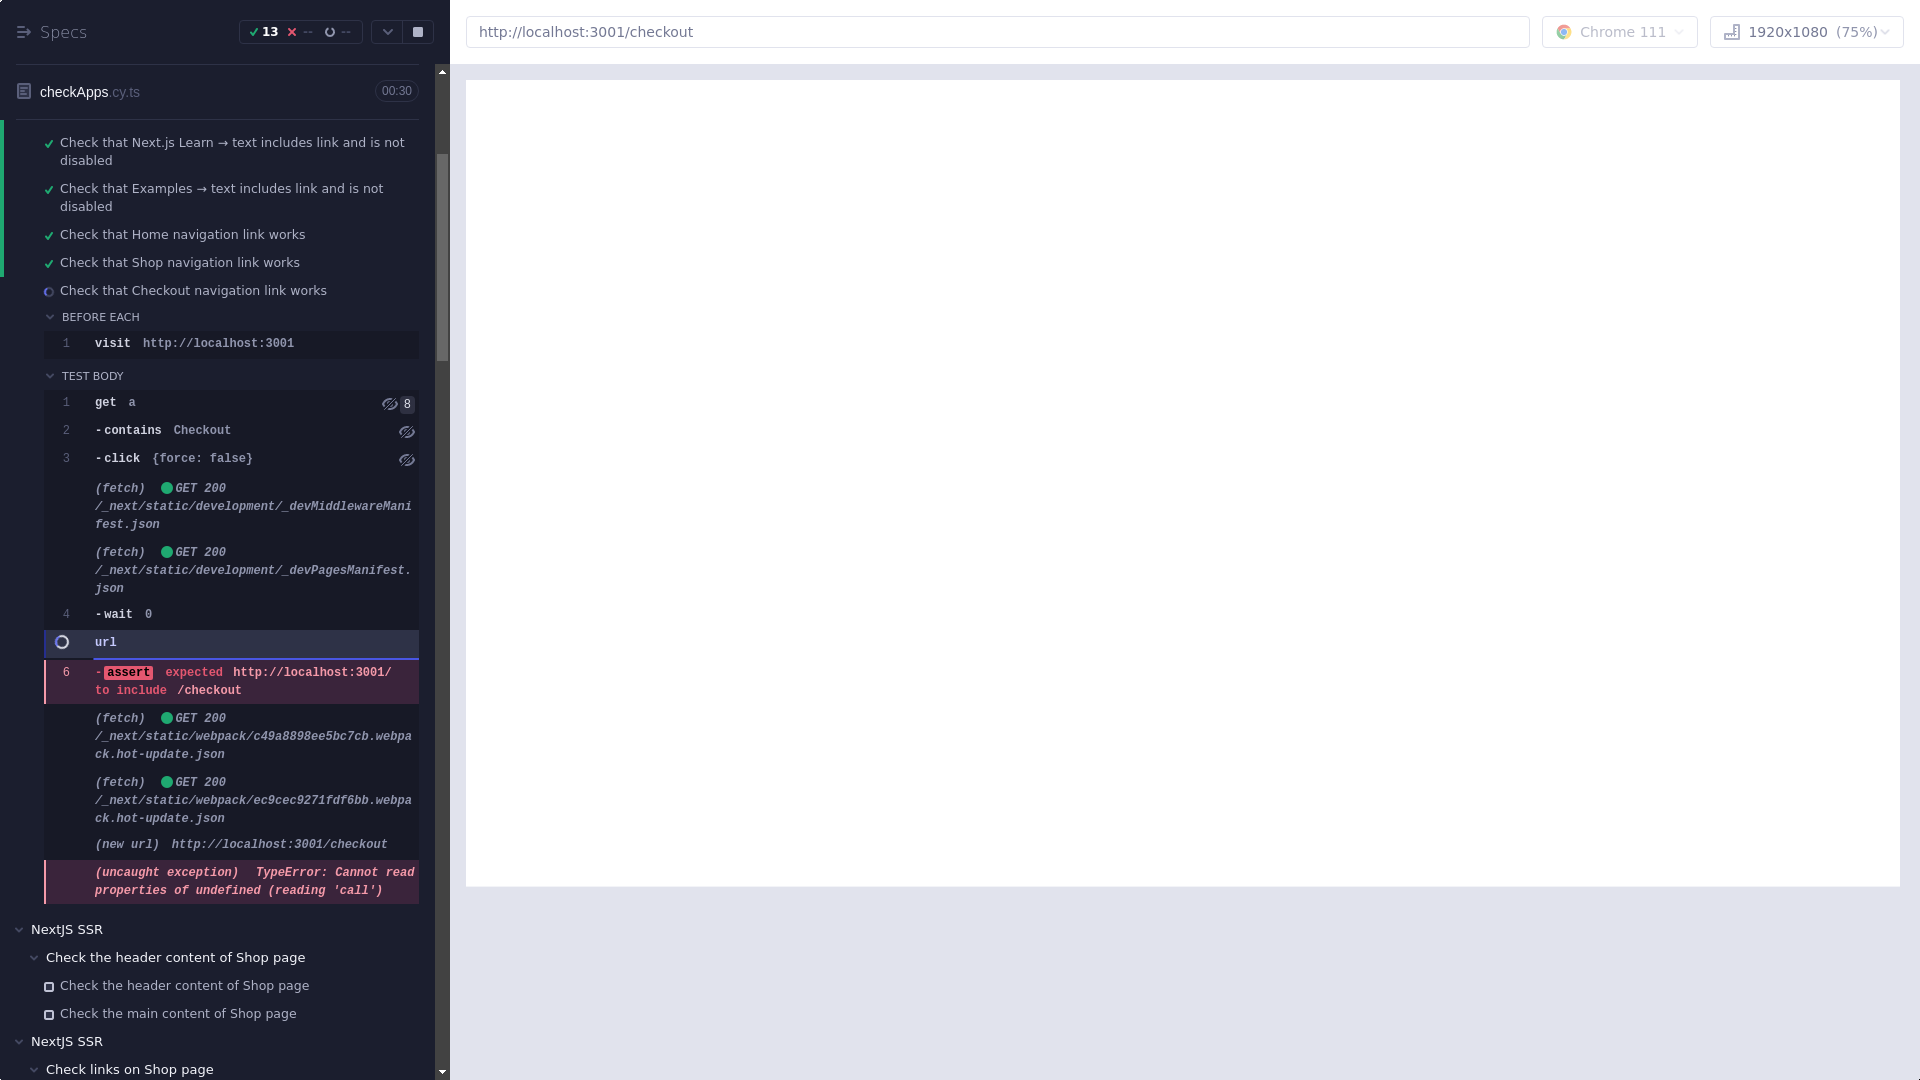 Specs
13 -- --
checkApps.cy.ts 00:30
Check that Next.js Learn → text includes link and is not
disabled
Check that Examples → text includes link and is not
disabled
Check that Home navigation link works
Check that Shop navigation link works
Check that Checkout navigation link works
BEFORE EACH
1 visit http://localhost:3001
TEST BODY
1 get a 8
2 -contains Checkout
3 -click {force: false}
(fetch) GET 200
/_next/static/development/_devMiddlewareMani
fest.json
(fetch) GET 200
/_next/static/development/_devPagesManifest.
json
4 -wait 0
url
6 -assert expected http://localhost:3001/
to include /checkout
(fetch) GET 200
/_next/static/webpack/c49a8898ee5bc7cb.webpa
ck.hot-update.json
(fetch) GET 200
/_next/static/webpack/ec9cec9271fdf6bb.webpa
ck.hot-update.json
(new url) http://localhost:3001/checkout
(uncaught exception) TypeError: Cannot read
properties of undefined (reading 'call')
NextJS SSR
Check the header content of Shop page
Check the header content of Shop page
Check the main content of Shop page
NextJS SSR
Check links on Shop page
http://localhost:3001/checkout
Chrome 111
1920x1080 (75%)